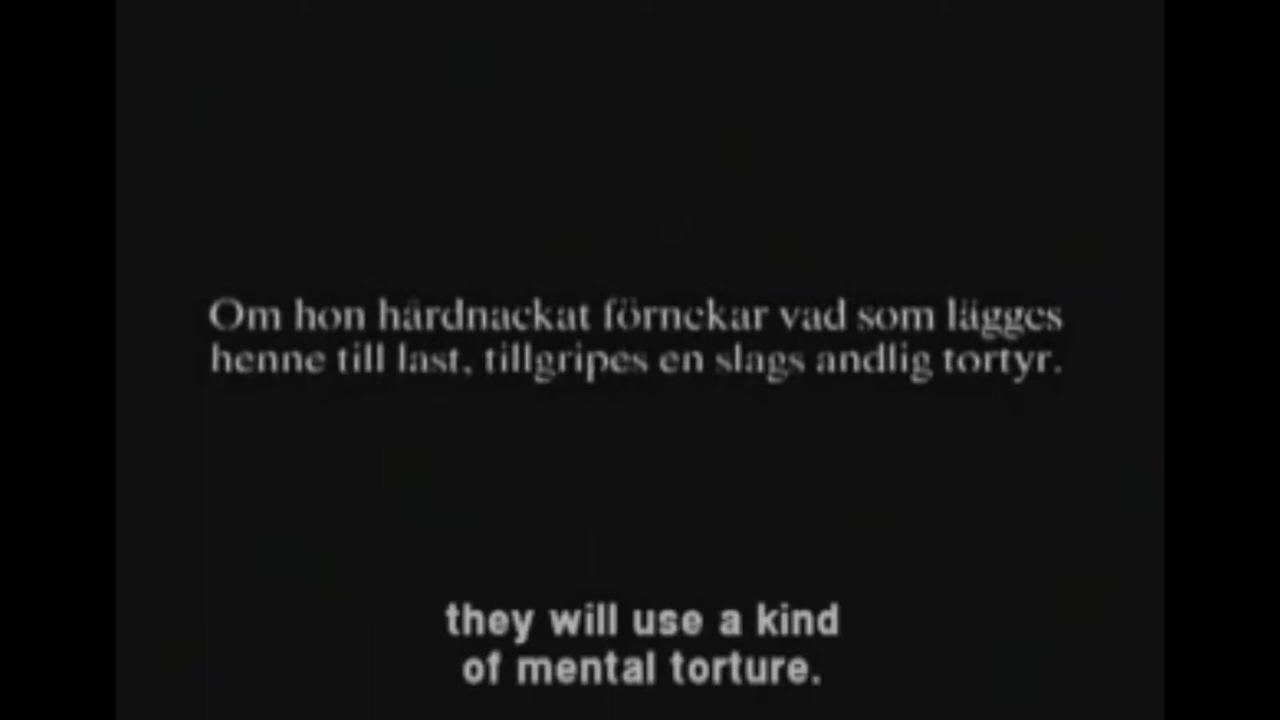 Om hon hårdnackat förnekar vad som lägges
henne till last, tillgripes en slags andlig tortyr.
they will use a kind
of mental torture.